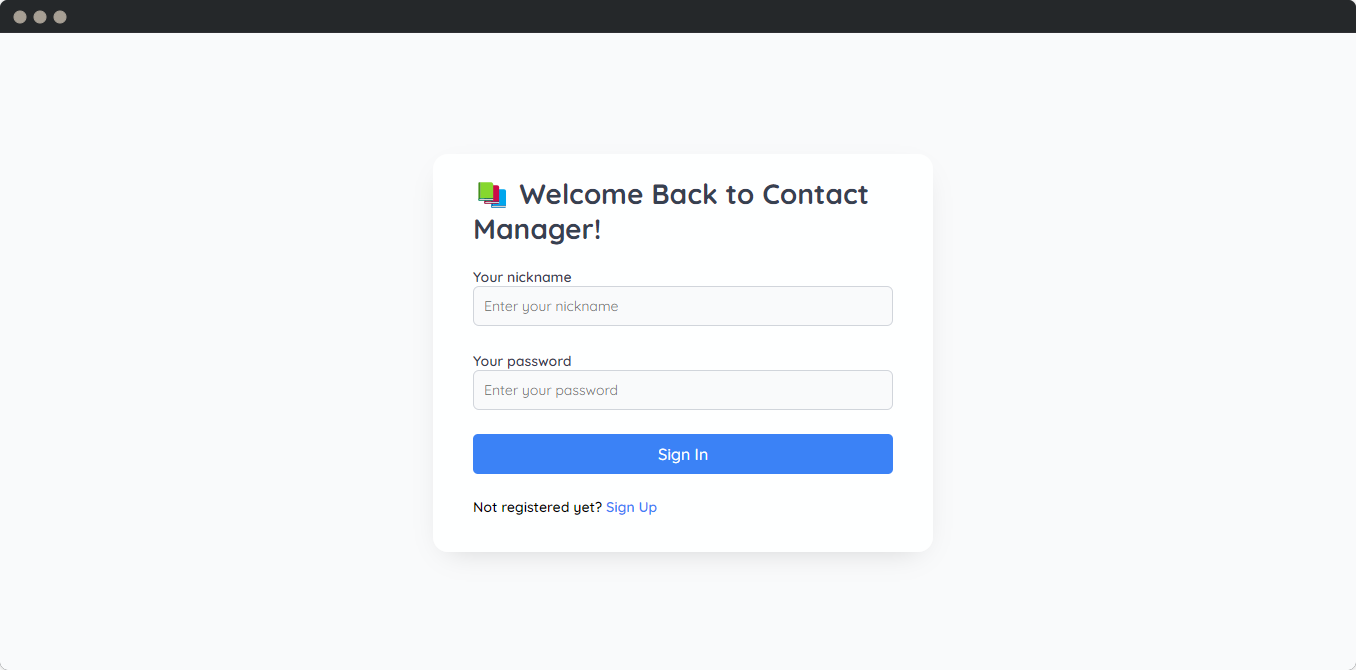 📚 Welcome Back to Contact
Manager!
Your nickname
Enter your nickname
Your password
Enter your password
Sign In
Not registered yet? Sign Up